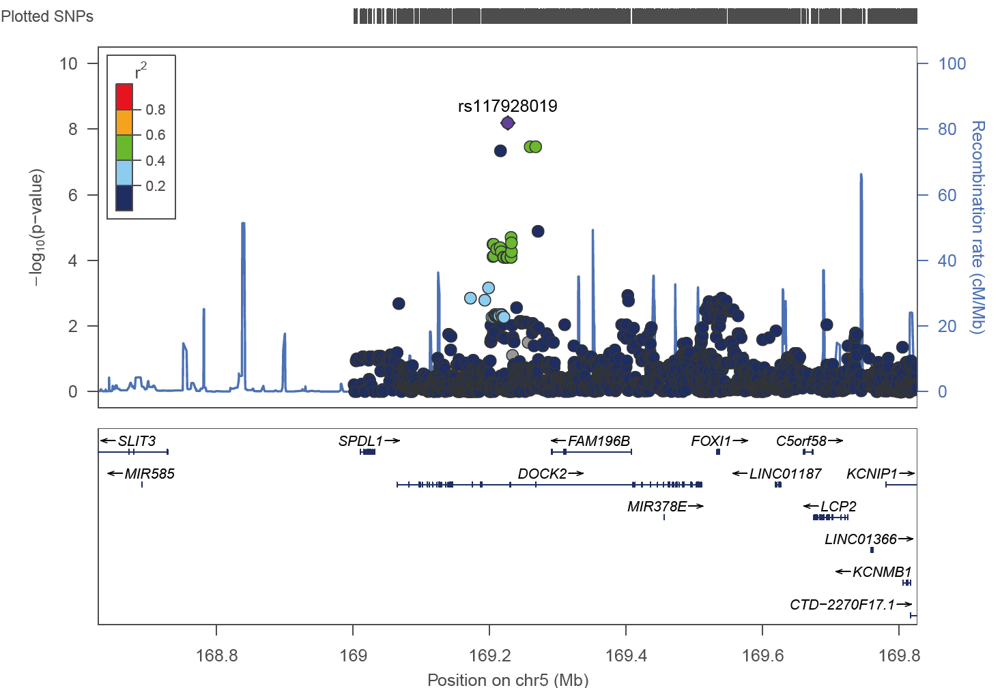 Plotted SNPs
10
8
6
4
2
0
−log10(p−value)
r2
0.8
0.6
0.4
0.2
rs117928019
100
80
60
40
20
0
Recombination rate (cM/Mb)
←SLIT3
SPDL1→
←FAM196B
FOXI1→
C5orf58→
←MIR585
DOCK2→
←LINC01187
KCNIP1→
MIR378E→
←LCP2
LINC01366→
←KCNMB1
CTD−2270F17.1→
168.8
169
169.2
169.4
169.6
169.8
Position on chr5 (Mb)